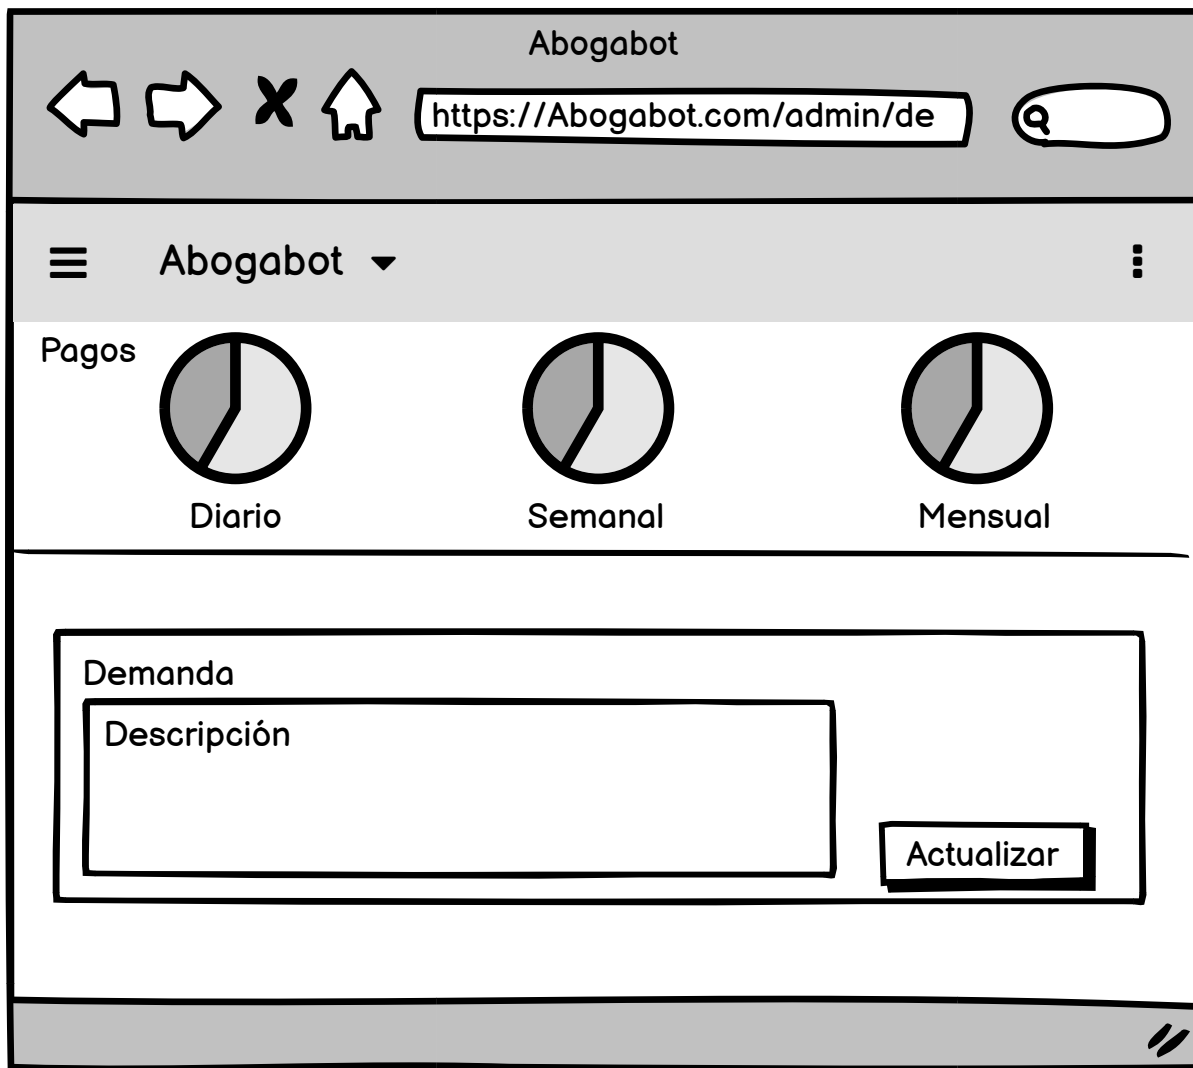 Abogabot
https://Abogabot.com/admin/de
Abogabot
Pagos
Diario
Semanal
Mensual
Demanda
Descripción
Actualizar